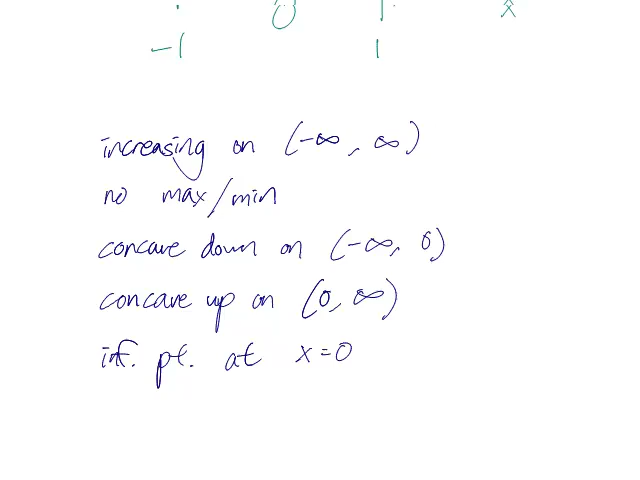 0 x
-1 1
increasing on (-∞, ∞)
no max/min
concave down on (-∞, 0)
concave up on (0, ∞)
inf. pt. at x=0